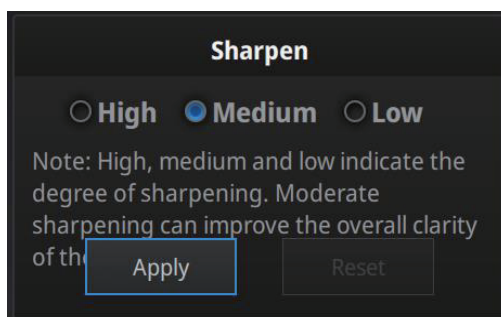 Sharpen
High Medium Low
Note: High, medium and low indicate the
degree of sharpening. Moderate
sharpening can improve the overall clarity
of the
Apply Reset